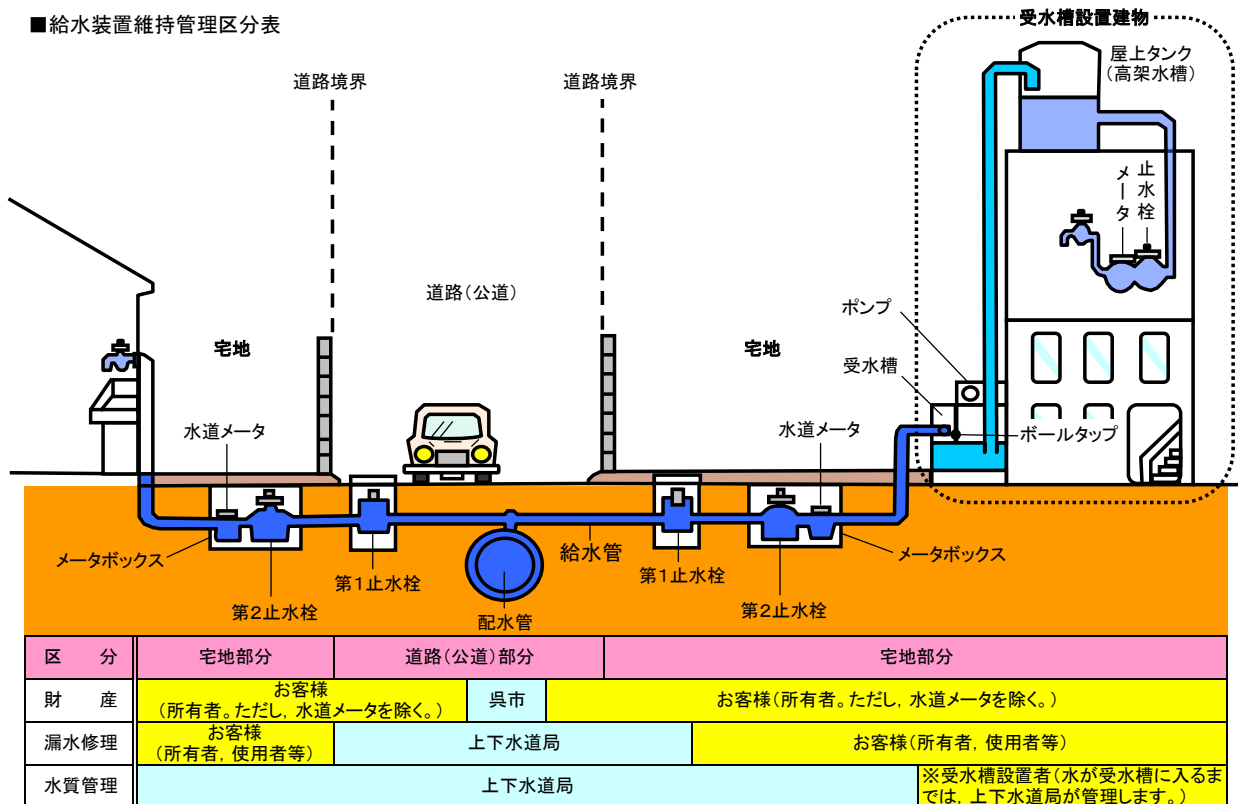 ■給水装置維持管理区分表
受水槽設置建物
屋上タンク
(高架水槽)
道路境界
道路境界
メータ
止水栓
道路(公道)
宅地
宅地
ポンプ
受水槽
水道メータ
水道メータ
ボールタップ
メータボックス
第1止水栓
第2止水栓
配水管
給水管
第1止水栓
第2止水栓
メータボックス
区 分 宅地部分 道路(公道)部分 宅地部分
財 産 お客様
(所有者。ただし, 水道メータを除く。) 呉市 お客様(所有者。ただし, 水道メータを除く。)
漏水修理 お客様
(所有者, 使用者等) 上下水道局 お客様(所有者, 使用者等)
水質管理 上下水道局 ※受水槽設置者(水が受水槽に入るま
では, 上下水道局が管理します。)